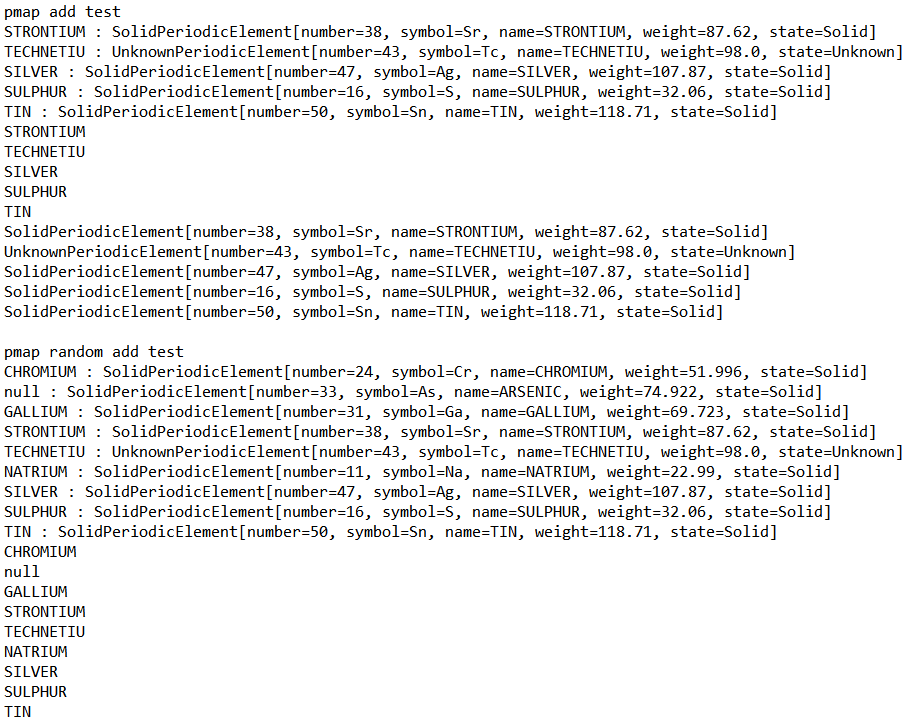 pmap add test
STRONTIUM : SolidPeriodicElement[number=38, symbol=Sr, name=STRONTIUM, weight=87.62, state=Solid]
TECHNETIU : UnknownPeriodicElement[number=43, symbol=Tc, name=TECHNETIU, weight=98.0, state=Unknown]
SILVER : SolidPeriodicElement[number=47, symbol=Ag, name=SILVER, weight=107.87, state=Solid]
SULPHUR : SolidPeriodicElement[number=16, symbol=S, name=SULPHUR, weight=32.06, state=Solid]
TIN : SolidPeriodicElement[number=50, symbol=Sn, name=TIN, weight=118.71, state=Solid]
STRONTIUM
TECHNETIU
SILVER
SULPHUR
TIN
SolidPeriodicElement[number=38, symbol=Sr, name=STRONTIUM, weight=87.62, state=Solid]
UnknownPeriodicElement[number=43, symbol=Tc, name=TECHNETIU, weight=98.0, state=Unknown]
SolidPeriodicElement[number=47, symbol=Ag, name=SILVER, weight=107.87, state=Solid]
SolidPeriodicElement[number=16, symbol=S, name=SULPHUR, weight=32.06, state=Solid]
SolidPeriodicElement[number=50, symbol=Sn, name=TIN, weight=118.71, state=Solid]

pmap random add test
CHROMIUM : SolidPeriodicElement[number=24, symbol=Cr, name=CHROMIUM, weight=51.996, state=Solid]
null : SolidPeriodicElement[number=33, symbol=As, name=ARSENIC, weight=74.922, state=Solid]
GALLIUM : SolidPeriodicElement[number=31, symbol=Ga, name=GALLIUM, weight=69.723, state=Solid]
STRONTIUM : SolidPeriodicElement[number=38, symbol=Sr, name=STRONTIUM, weight=87.62, state=Solid]
TECHNETIU : UnknownPeriodicElement[number=43, symbol=Tc, name=TECHNETIU, weight=98.0, state=Unknown]
NATRIUM : SolidPeriodicElement[number=11, symbol=Na, name=NATRIUM, weight=22.99, state=Solid]
SILVER : SolidPeriodicElement[number=47, symbol=Ag, name=SILVER, weight=107.87, state=Solid]
SULPHUR : SolidPeriodicElement[number=16, symbol=S, name=SULPHUR, weight=32.06, state=Solid]
TIN : SolidPeriodicElement[number=50, symbol=Sn, name=TIN, weight=118.71, state=Solid]
CHROMIUM
null
GALLIUM
STRONTIUM
TECHNETIU
NATRIUM
SILVER
SULPHUR
TIN